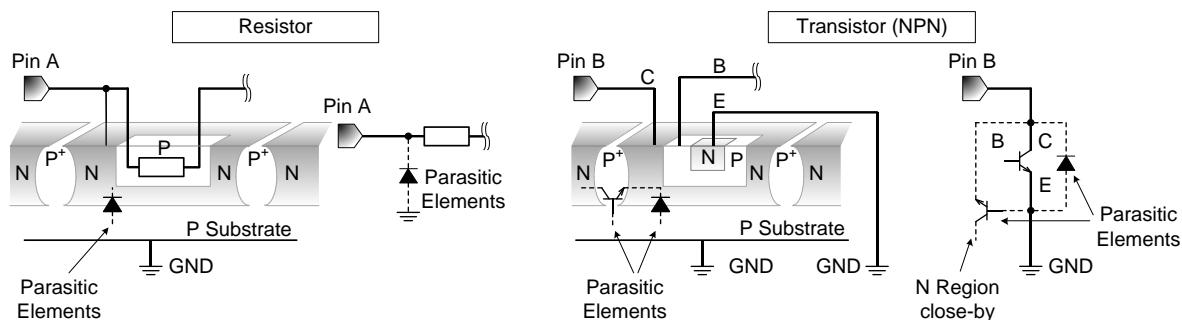 Resistor
Pin A
P
N
P⁺
N
N
P⁺
N
P Substrate
GND
Parasitic
Elements
Pin A
Parasitic
Elements
Transistor (NPN)
Pin B
C
B
E
N
P⁺
N
N
P
N
P⁺
N
P Substrate
GND
GND
Parasitic
Elements
Pin B
B
C
E
Parasitic
Elements
GND
N Region
close-by